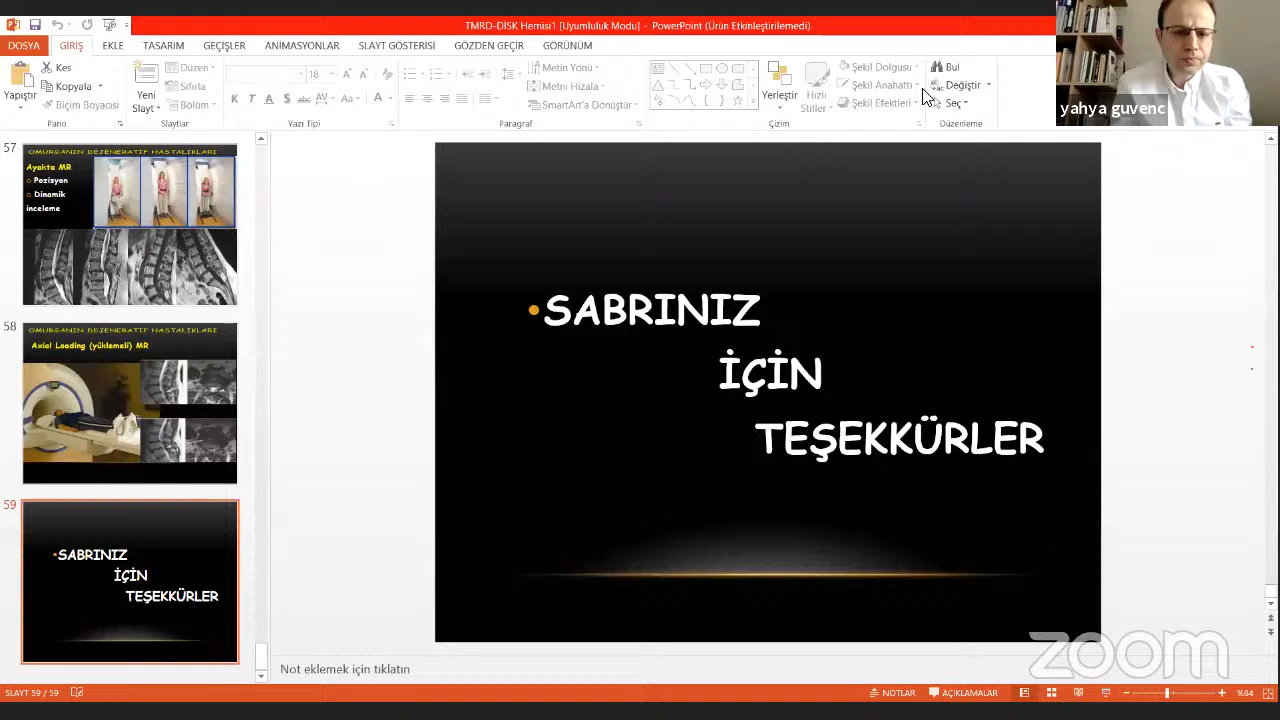 TMRD-DİSK Hernisi1 [Uyumluluk Modu] - PowerPoint (Ürün Etkinleştirilemedi)
DOSYA GİRİŞ EKLE TASARIM GEÇİŞLER ANİMASYONLAR SLAYT GÖSTERİSİ GÖZDEN GEÇİR GÖRÜNÜM
Yapıştır
Kes
Kopyala
Biçim Boyacısı
Pano
Yeni
Slayt
Düzen
Sıfırla
Bölüm
Slaytlar
18
K T A S abc AV Aa A
Yazı Tipi
Metin Yönü
Metni Hizala
SmartArt'a Dönüştür
Paragraf
Yerleştir
Hızlı
Stiller
Şekil Dolgusu
Şekil Anahattı
Şekil Efektleri
Çizim
Bul
Değiştir
Seç
Düzenleme
yahya guvenc
57
OMURGANIN DEJENERATİF HASTALIKLARI
Ayakta MR
Pozisyon
Dinamik
inceleme
58
OMURGANIN DEJENERATİF HASTALIKLARI
Axial Loading (yüklemeli) MR
59
•SABRINIZ
İÇİN
TEŞEKKÜRLER
•SABRINIZ
İÇİN
TEŞEKKÜRLER
zoom
Not eklemek için tıklatın
SLAYT 59 / 59
NOTLAR AÇIKLAMALAR %84